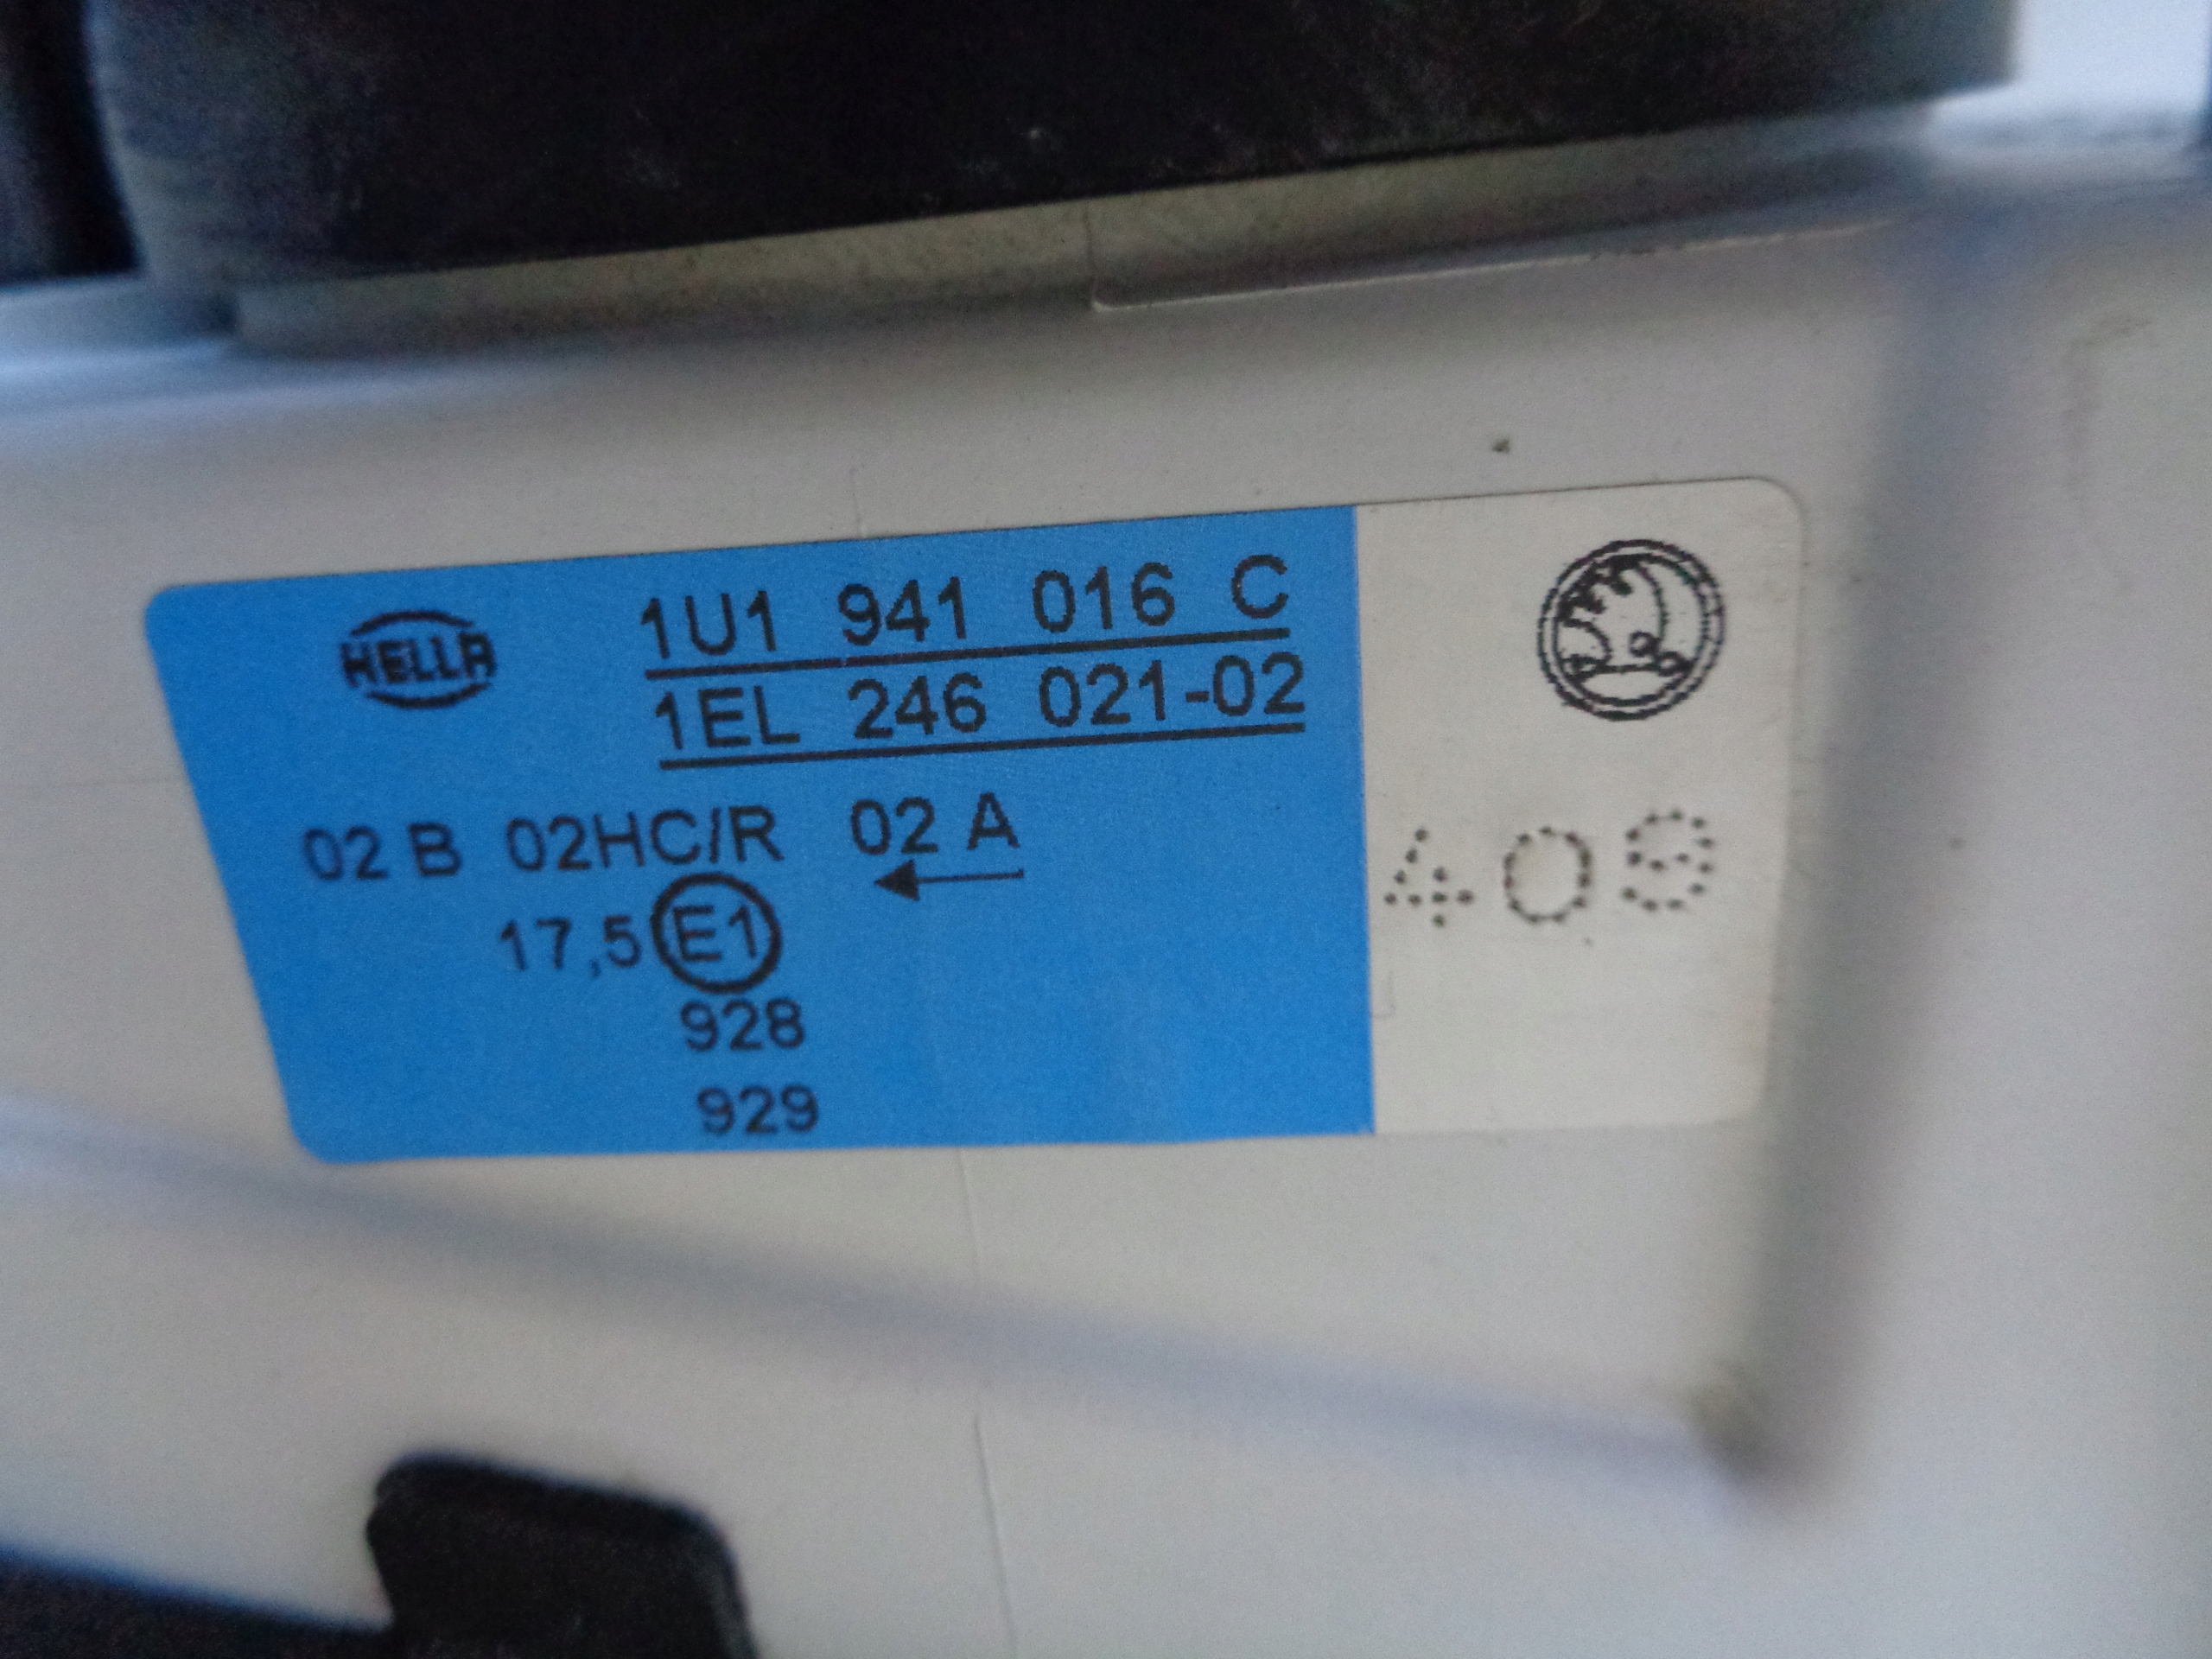 HELLA
1U1 941 016 C
1EL 246 021-02
02 B 02HC/R 02 A
17,5 E1
928
929
409